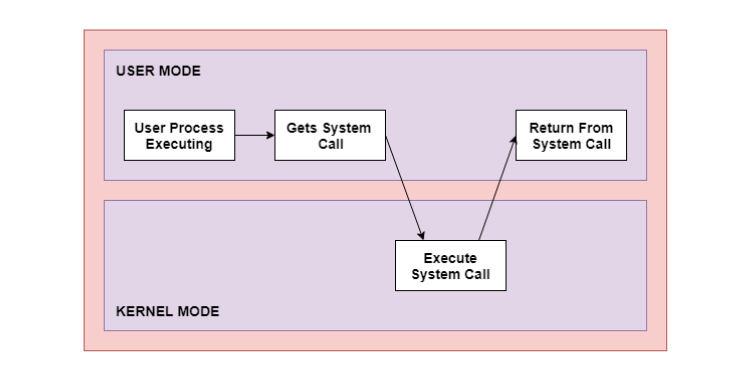 USER MODE
User Process
Executing
Gets System
Call
Return From
System Call
Execute
System Call
KERNEL MODE